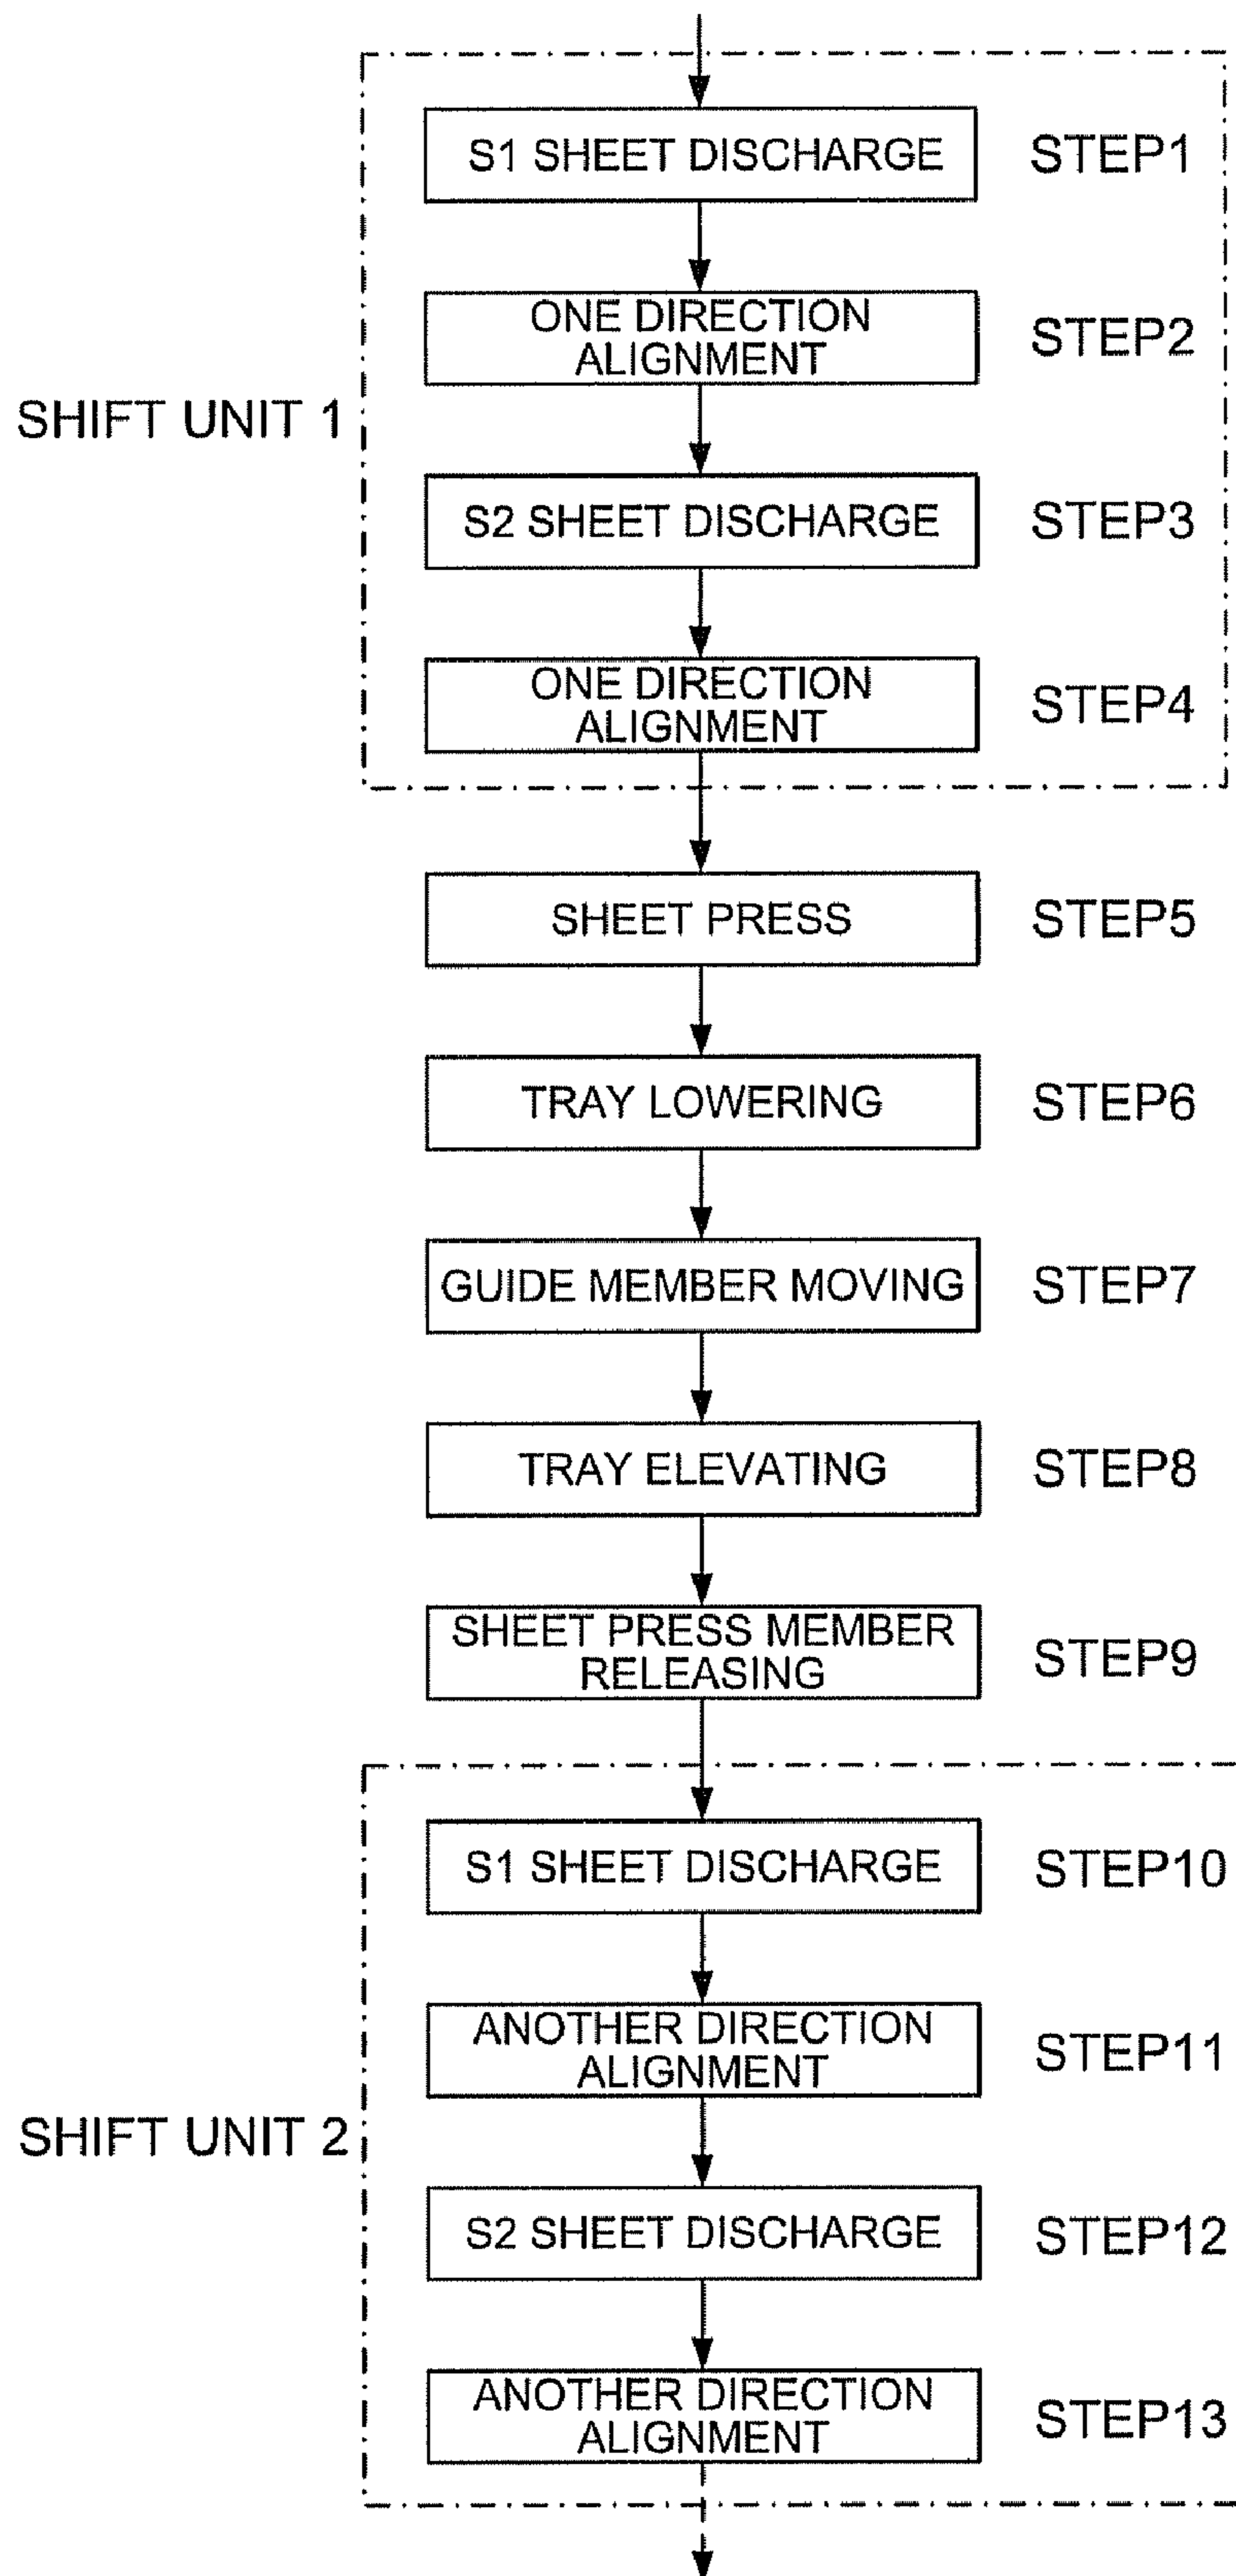 S1 SHEET DISCHARGE
STEP1
ONE DIRECTION
ALIGNMENT
STEP2
SHIFT UNIT 1
S2 SHEET DISCHARGE
STEP3
ONE DIRECTION
ALIGNMENT
STEP4
SHEET PRESS
STEP5
TRAY LOWERING
STEP6
GUIDE MEMBER MOVING
STEP7
TRAY ELEVATING
STEP8
SHEET PRESS MEMBER
RELEASING
STEP9
S1 SHEET DISCHARGE
STEP10
ANOTHER DIRECTION
ALIGNMENT
STEP11
SHIFT UNIT 2
S2 SHEET DISCHARGE
STEP12
ANOTHER DIRECTION
ALIGNMENT
STEP13